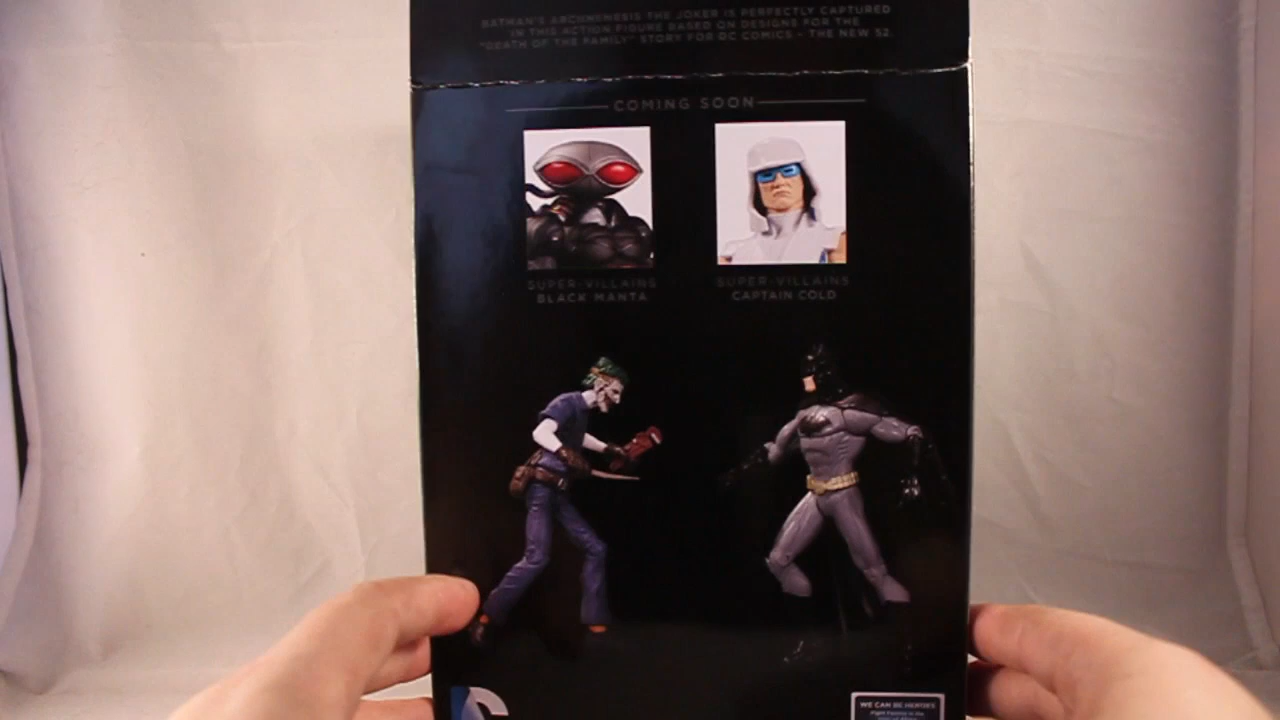 BATMAN'S ARCHNEMESIS THE JOKER IS PERFECTLY CAPTURED
IN THIS ACTION FIGURE BASED ON DESIGNS FOR THE
"DEATH OF THE FAMILY" STORY FOR DC COMICS - THE NEW 52.
COMING SOON
SUPER-VILLAINS
BLACK MANTA
SUPER-VILLAINS
CAPTAIN COLD
WE CAN BE HEROES